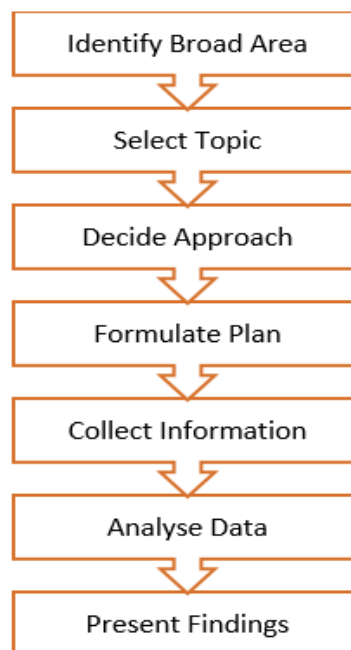 Identify Broad Area
Select Topic
Decide Approach
Formulate Plan
Collect Information
Analyse Data
Present Findings